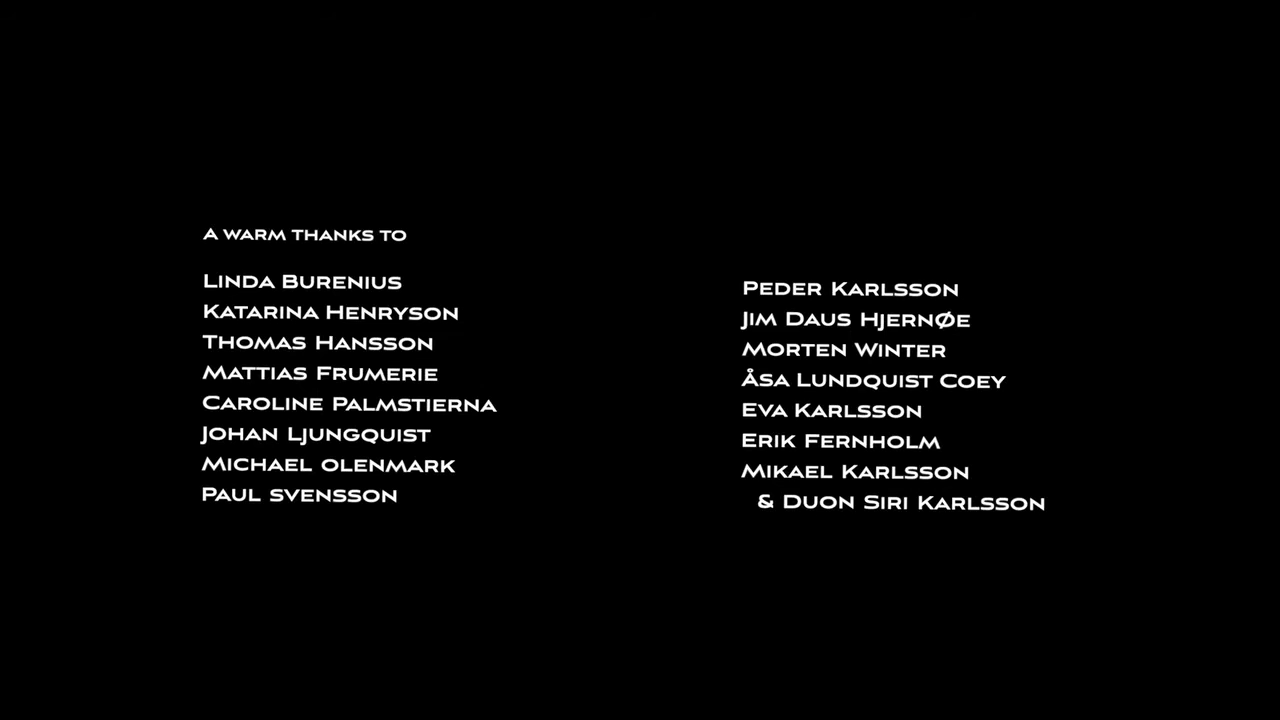 A WARM THANKS TO
LINDA BURENIUS
KATARINA HENRYSON
THOMAS HANSSON
MATTIAS FRUMERIE
CAROLINE PALMSTIERNA
JOHAN LJUNGQUIST
MICHAEL OLENMARK
PAUL SVENSSON
PEDER KARLSSON
JIM DAUS HJERNØE
MORTEN WINTER
ÅSA LUNDQUIST COEY
EVA KARLSSON
ERIK FERNHOLM
MIKAEL KARLSSON
& DUON SIRI KARLSSON